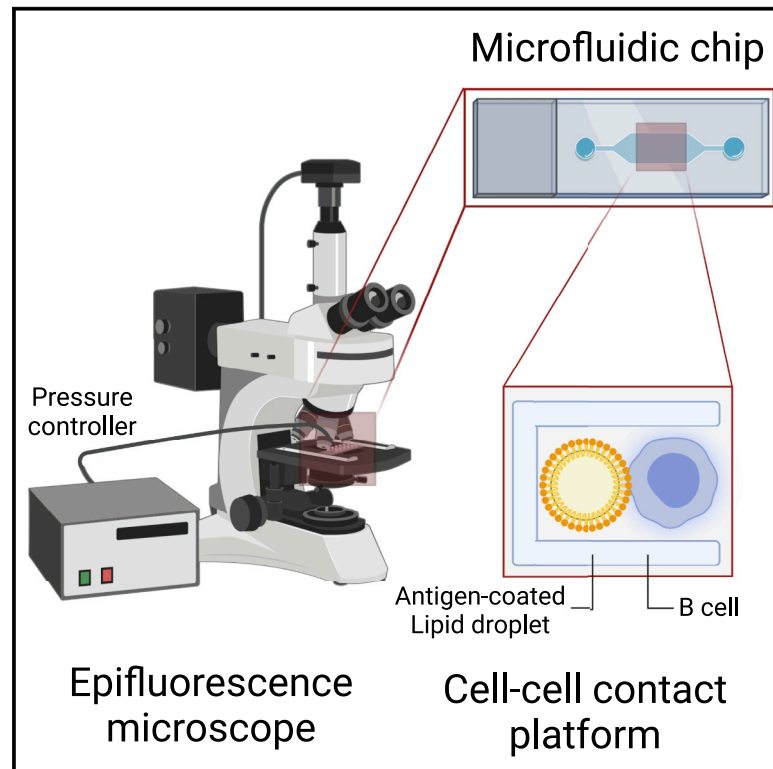 Microfluidic chip
Pressure
controller
Antigen-coated
Lipid droplet
B cell
Epifluorescence
microscope
Cell-cell contact
platform